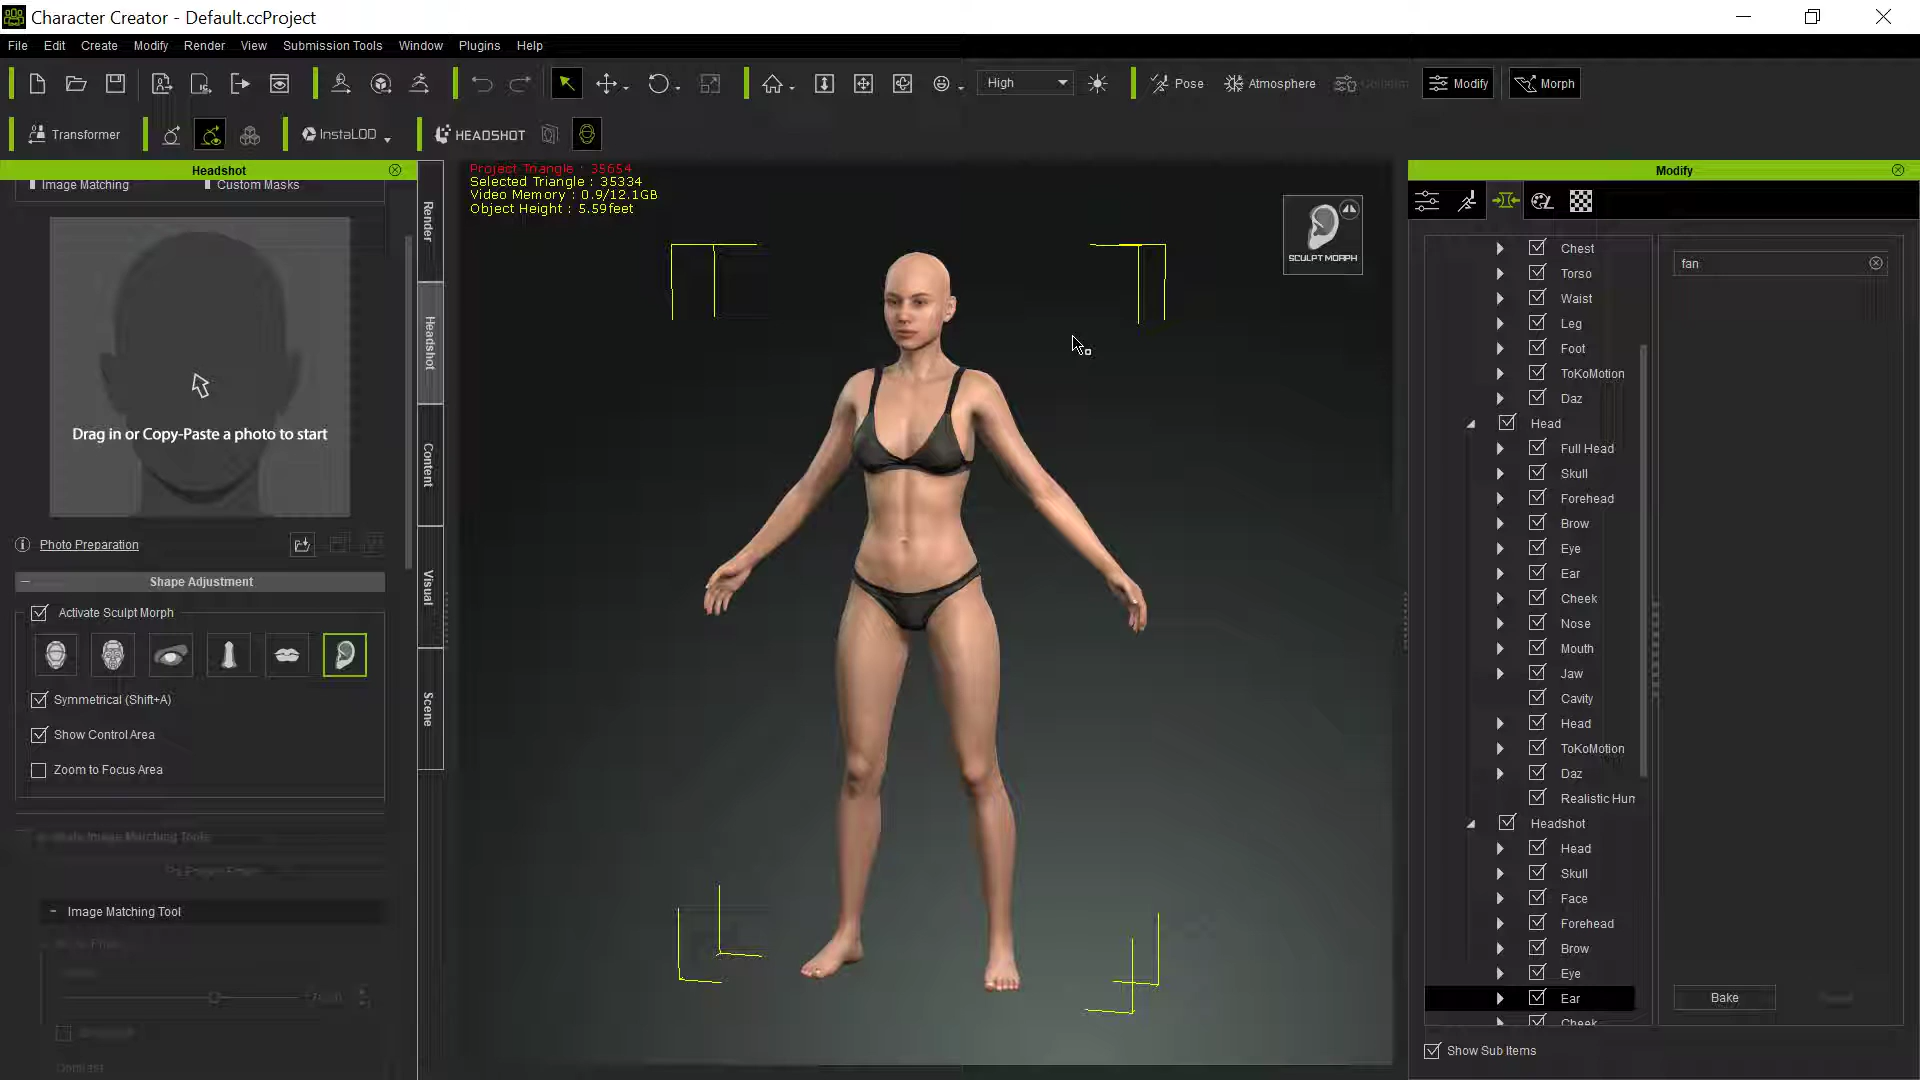 Character Creator - Default.ccProject
File Edit Create Modify Render View Submission Tools Window Plugins Help
High Pose Atmosphere Modify Morph
Transformer InstaLOD HEADSHOT
Headshot
Image Matching Custom Masks
Drag in or Copy-Paste a photo to start
Photo Preparation
Shape Adjustment
Activate Sculpt Morph
Symmetrical (Shift+A)
Show Control Area
Zoom to Focus Area
Image Matching Tool
Render
Headshot
Content
Visual
Scene
Project Triangle : 35654
Selected Triangle : 35334
Video Memory : 0.9/12.1GB
Object Height : 5.59feet
SCULPT MORPH
Modify
Chest
Torso
Waist
Leg
Foot
ToKoMotion
Daz
Head
Full Head
Skull
Forehead
Brow
Eye
Ear
Cheek
Nose
Mouth
Jaw
Cavity
Head
ToKoMotion
Daz
Realistic Hum
Headshot
Head
Skull
Face
Forehead
Brow
Eye
Ear
Cheek
Show Sub Items
fan
Bake